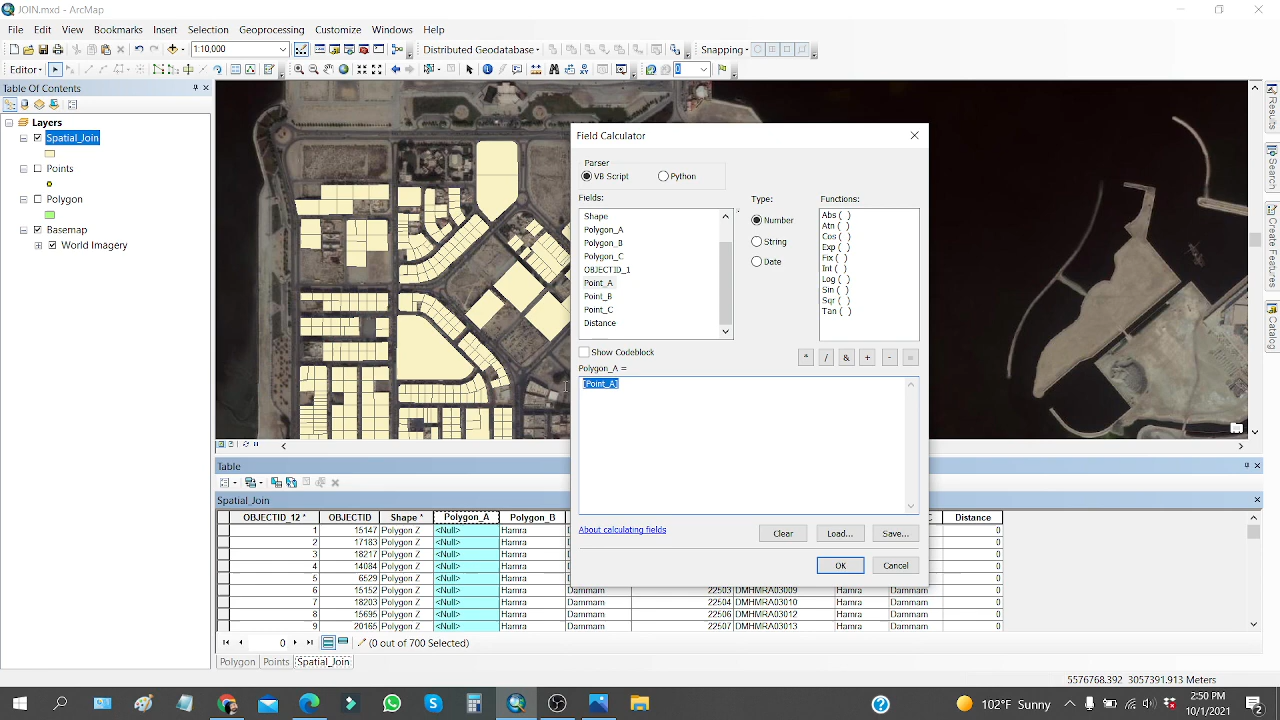 JOIN.mxd - ArcMap
File Edit View Bookmarks Insert Selection Geoprocessing Customize Windows Help
1:10,000 Distributed Geodatabase Snapping
Editor 0
Table Of Contents
Layers
Spatial_Join
Points
Polygon
Basemap
World Imagery
Field Calculator
Parser
VB Script Python
Fields: Type: Functions:
Shape
Polygon_A
Polygon_B
Polygon_C
OBJECTID_1
Point_A
Point_B
Point_C
Distance
Number
String
Date
Abs ( )
Atn ( )
Cos ( )
Exp ( )
Fix ( )
Int ( )
Log ( )
Sin ( )
Sqr ( )
Tan ( )
Show Codeblock
* / & + - =
Polygon_A =
[Point_A]
About calculating fields
Clear Load... Save...
OK Cancel
Results
Search
Create Features
Catalog
Table
Spatial_Join
OBJECTID_12 * OBJECTID Shape * Polygon_A Polygon_B C Distance
1 15147 Polygon Z <Null> Hamra 0
2 17183 Polygon Z <Null> Hamra 0
3 18217 Polygon Z <Null> Hamra 0
4 14084 Polygon Z <Null> Hamra 0
5 6529 Polygon Z <Null> Hamra 0
6 15152 Polygon Z <Null> Hamra Dammam 22503 DMHMRA03009 Hamra Dammam 0
7 18203 Polygon Z <Null> Hamra Dammam 22504 DMHMRA03010 Hamra Dammam 0
8 15695 Polygon Z <Null> Hamra Dammam 22506 DMHMRA03012 Hamra Dammam 0
9 20165 Polygon Z <Null> Hamra Dammam 22507 DMHMRA03013 Hamra Dammam 0
0 (0 out of 700 Selected)
Polygon Points Spatial_Join
5576768.392 3057391.913 Meters
102°F Sunny
2:50 PM
10/1/2021
2